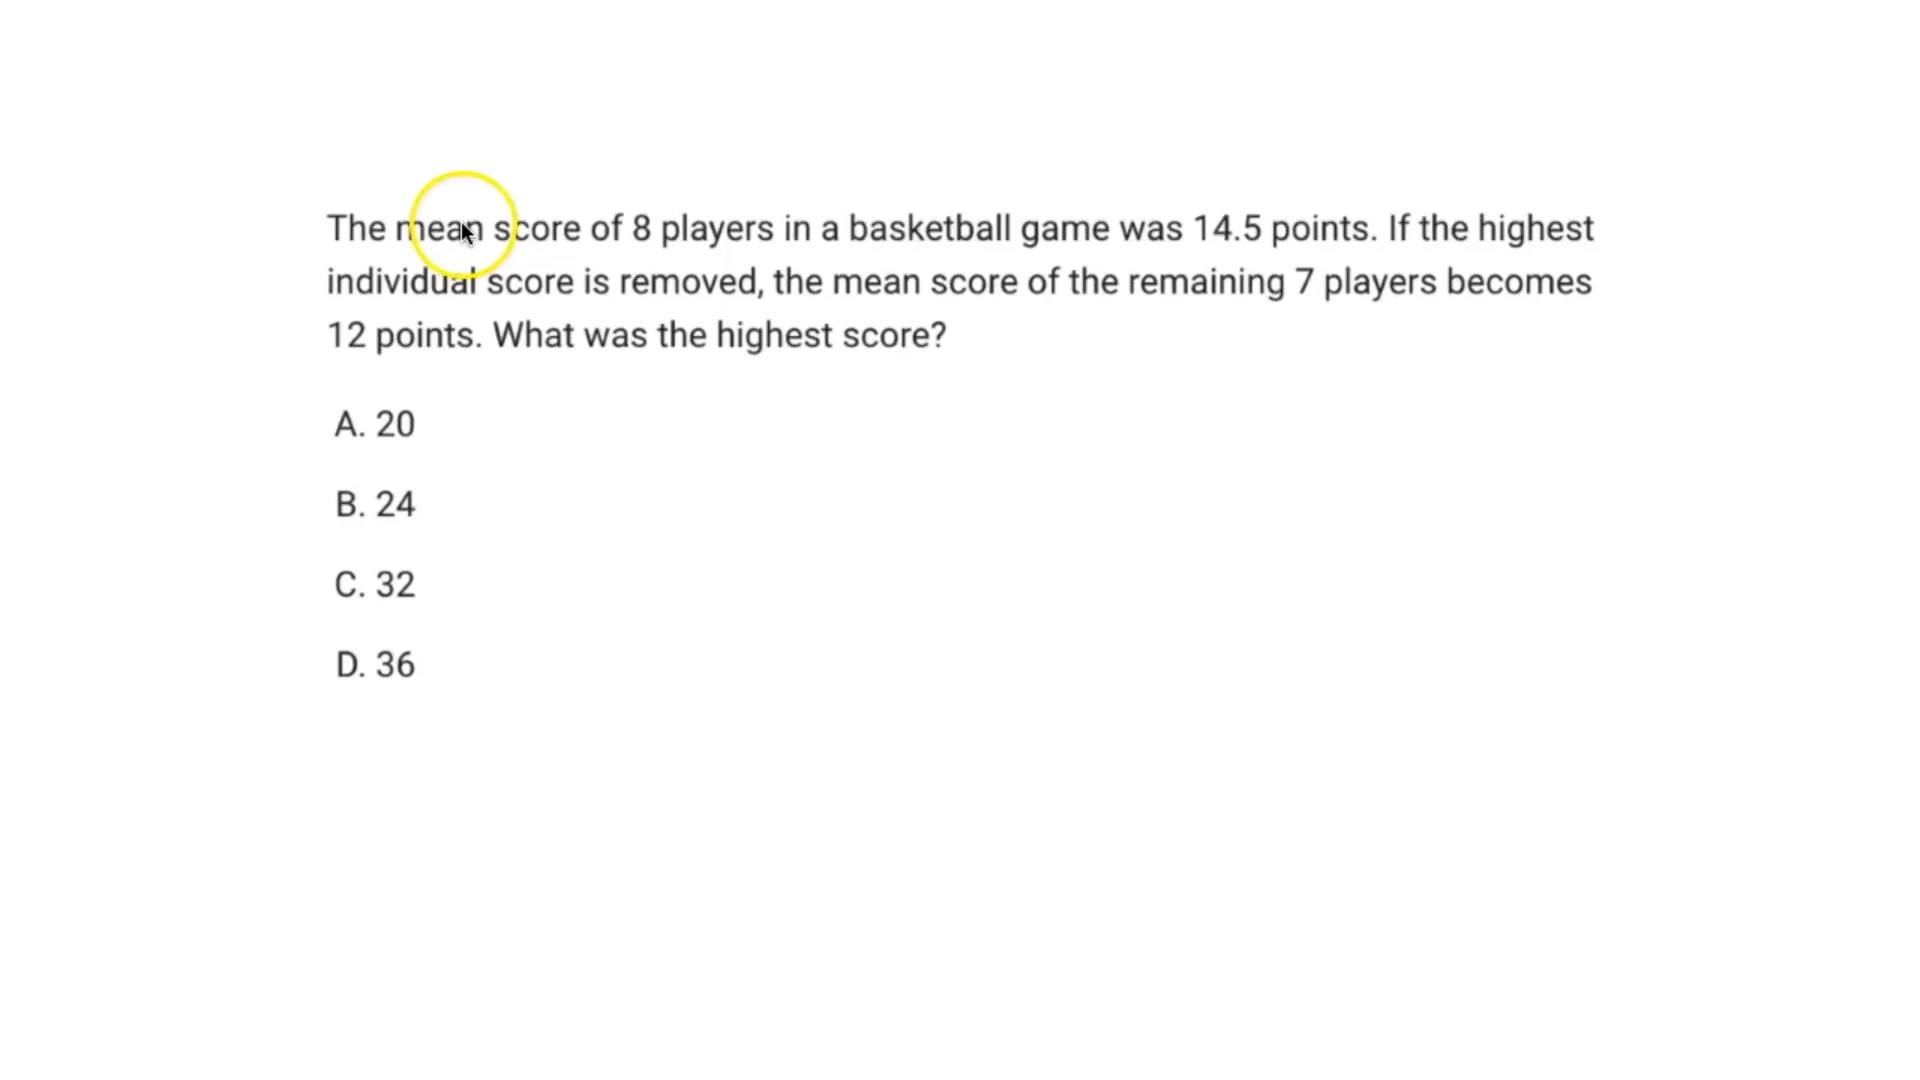 The mean score of 8 players in a basketball game was 14.5 points. If the highest
individual score is removed, the mean score of the remaining 7 players becomes
12 points. What was the highest score?
A. 20
B. 24
C. 32
D. 36